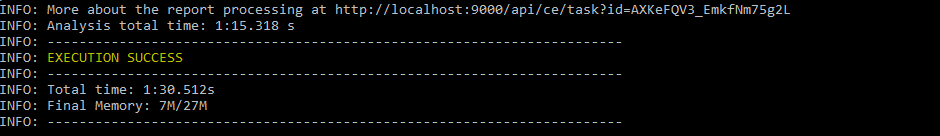 INFO: More about the report processing at http://localhost:9000/api/ce/task?id=AXKeFQV3_EmkfNm75g2L
INFO: Analysis total time: 1:15.318 s
INFO: ------------------------------------------------------------------------
INFO: EXECUTION SUCCESS
INFO: ------------------------------------------------------------------------
INFO: Total time: 1:30.512s
INFO: Final Memory: 7M/27M
INFO: ------------------------------------------------------------------------